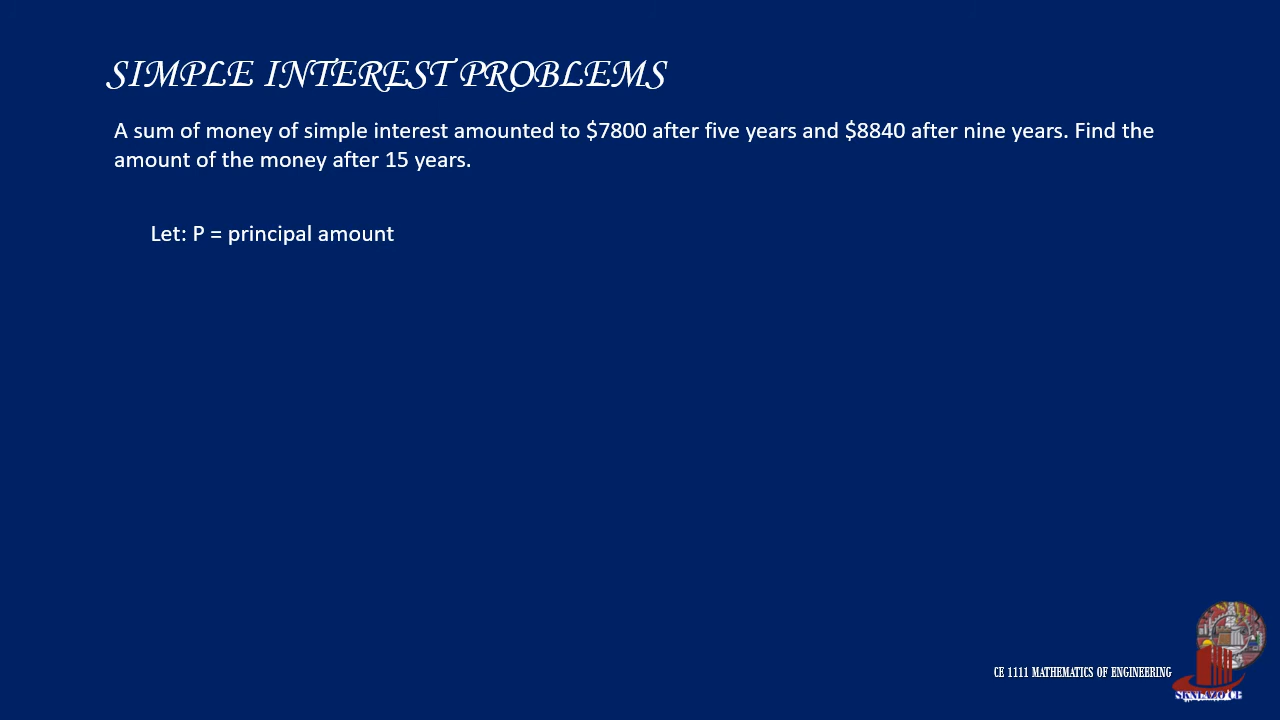 SIMPLE INTEREST PROBLEMS
A sum of money of simple interest amounted to $7800 after five years and $8840 after nine years. Find the
amount of the money after 15 years.
Let: P = principal amount
CE 1111 MATHEMATICS OF ENGINEERING